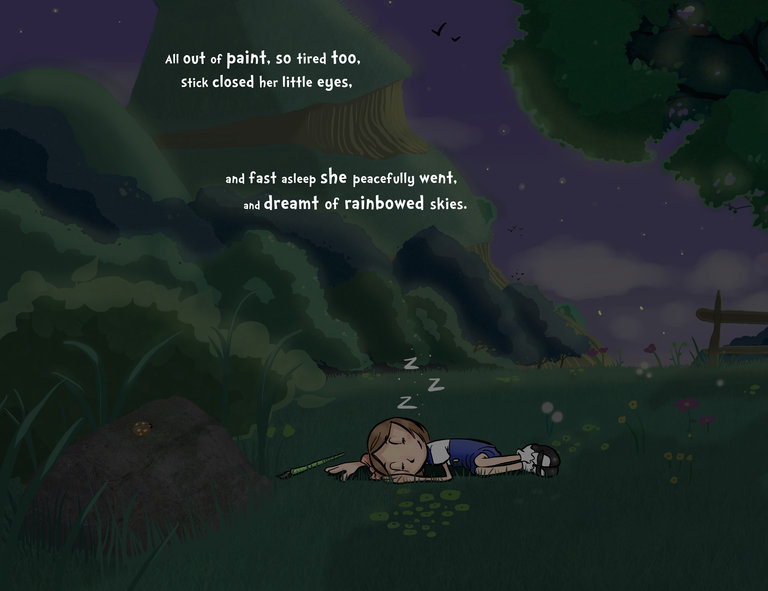 All out of paint, so tired too,
Stick closed her little eyes,
and fast asleep she peacefully went,
and dreamt of rainbowed skies.
Z
Z
Z